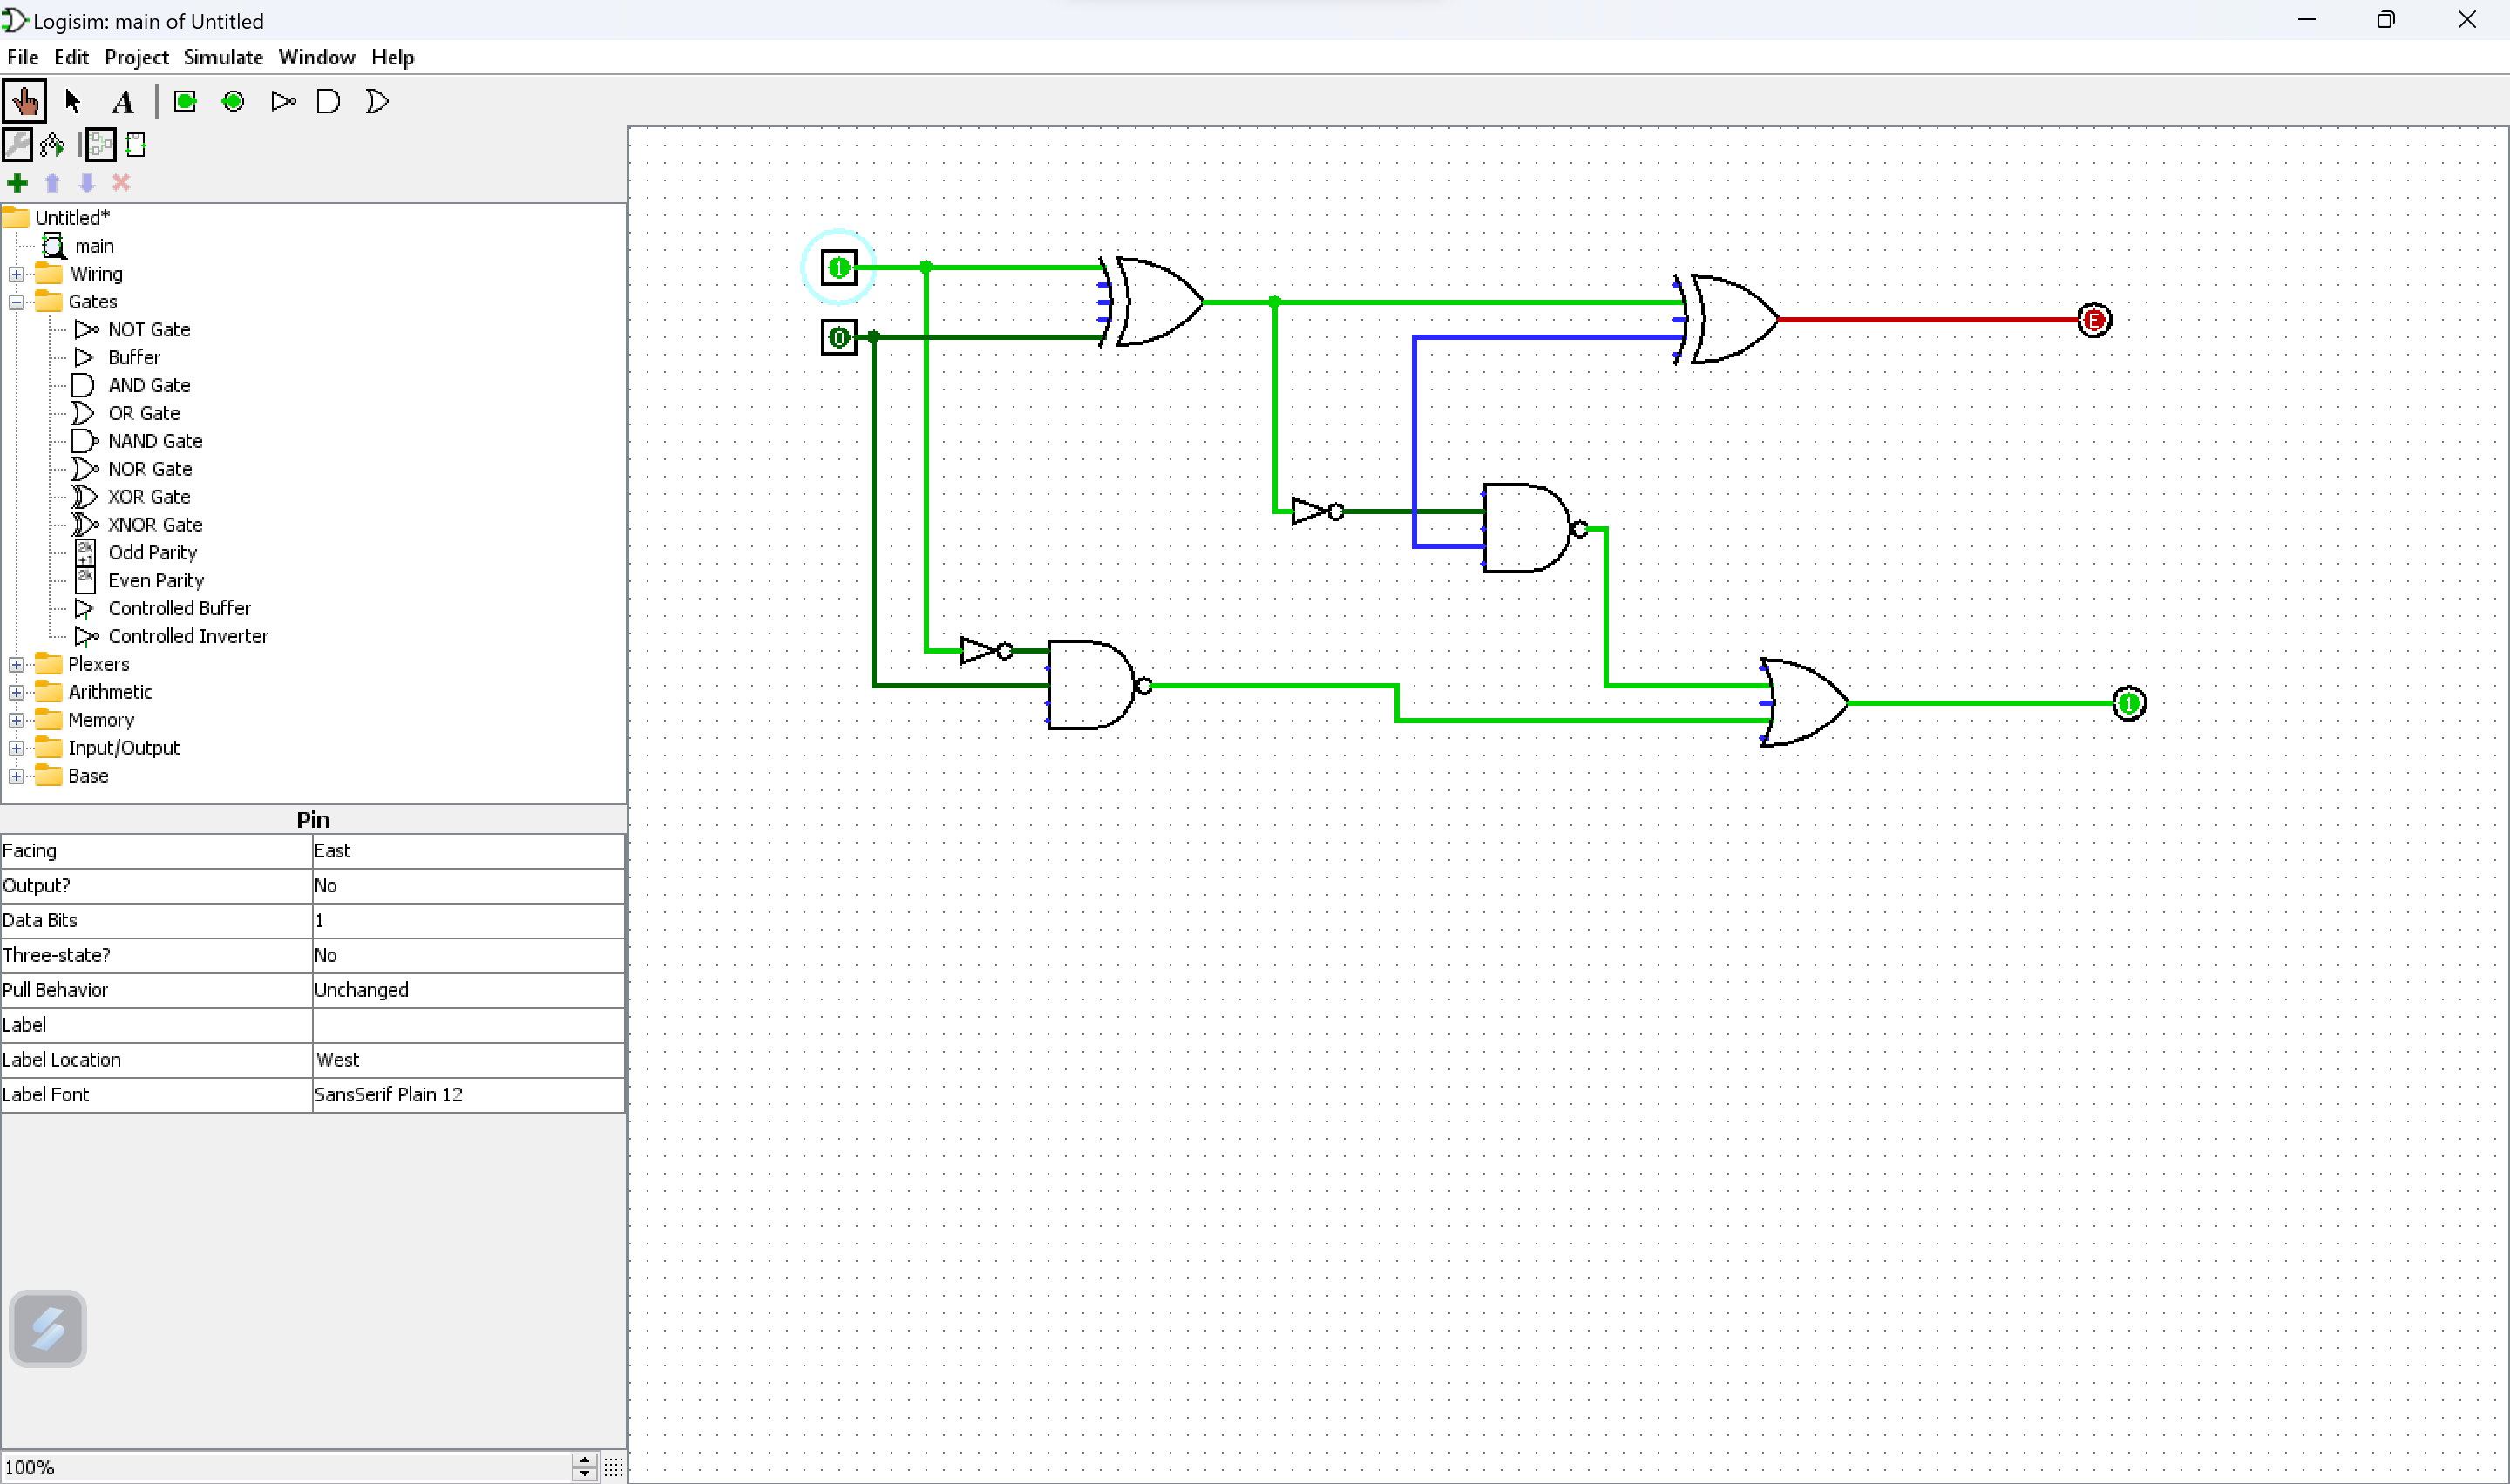 Logisim: main of Untitled
File Edit Project Simulate Window Help
A
Untitled*
main
Wiring
Gates
NOT Gate
Buffer
AND Gate
OR Gate
NAND Gate
NOR Gate
XOR Gate
XNOR Gate
2k+1 Odd Parity
2k Even Parity
Controlled Buffer
Controlled Inverter
Plexers
Arithmetic
Memory
Input/Output
Base
Pin
Facing East
Output? No
Data Bits 1
Three-state? No
Pull Behavior Unchanged
Label
Label Location West
Label Font SansSerif Plain 12
100%
1
0
E
1